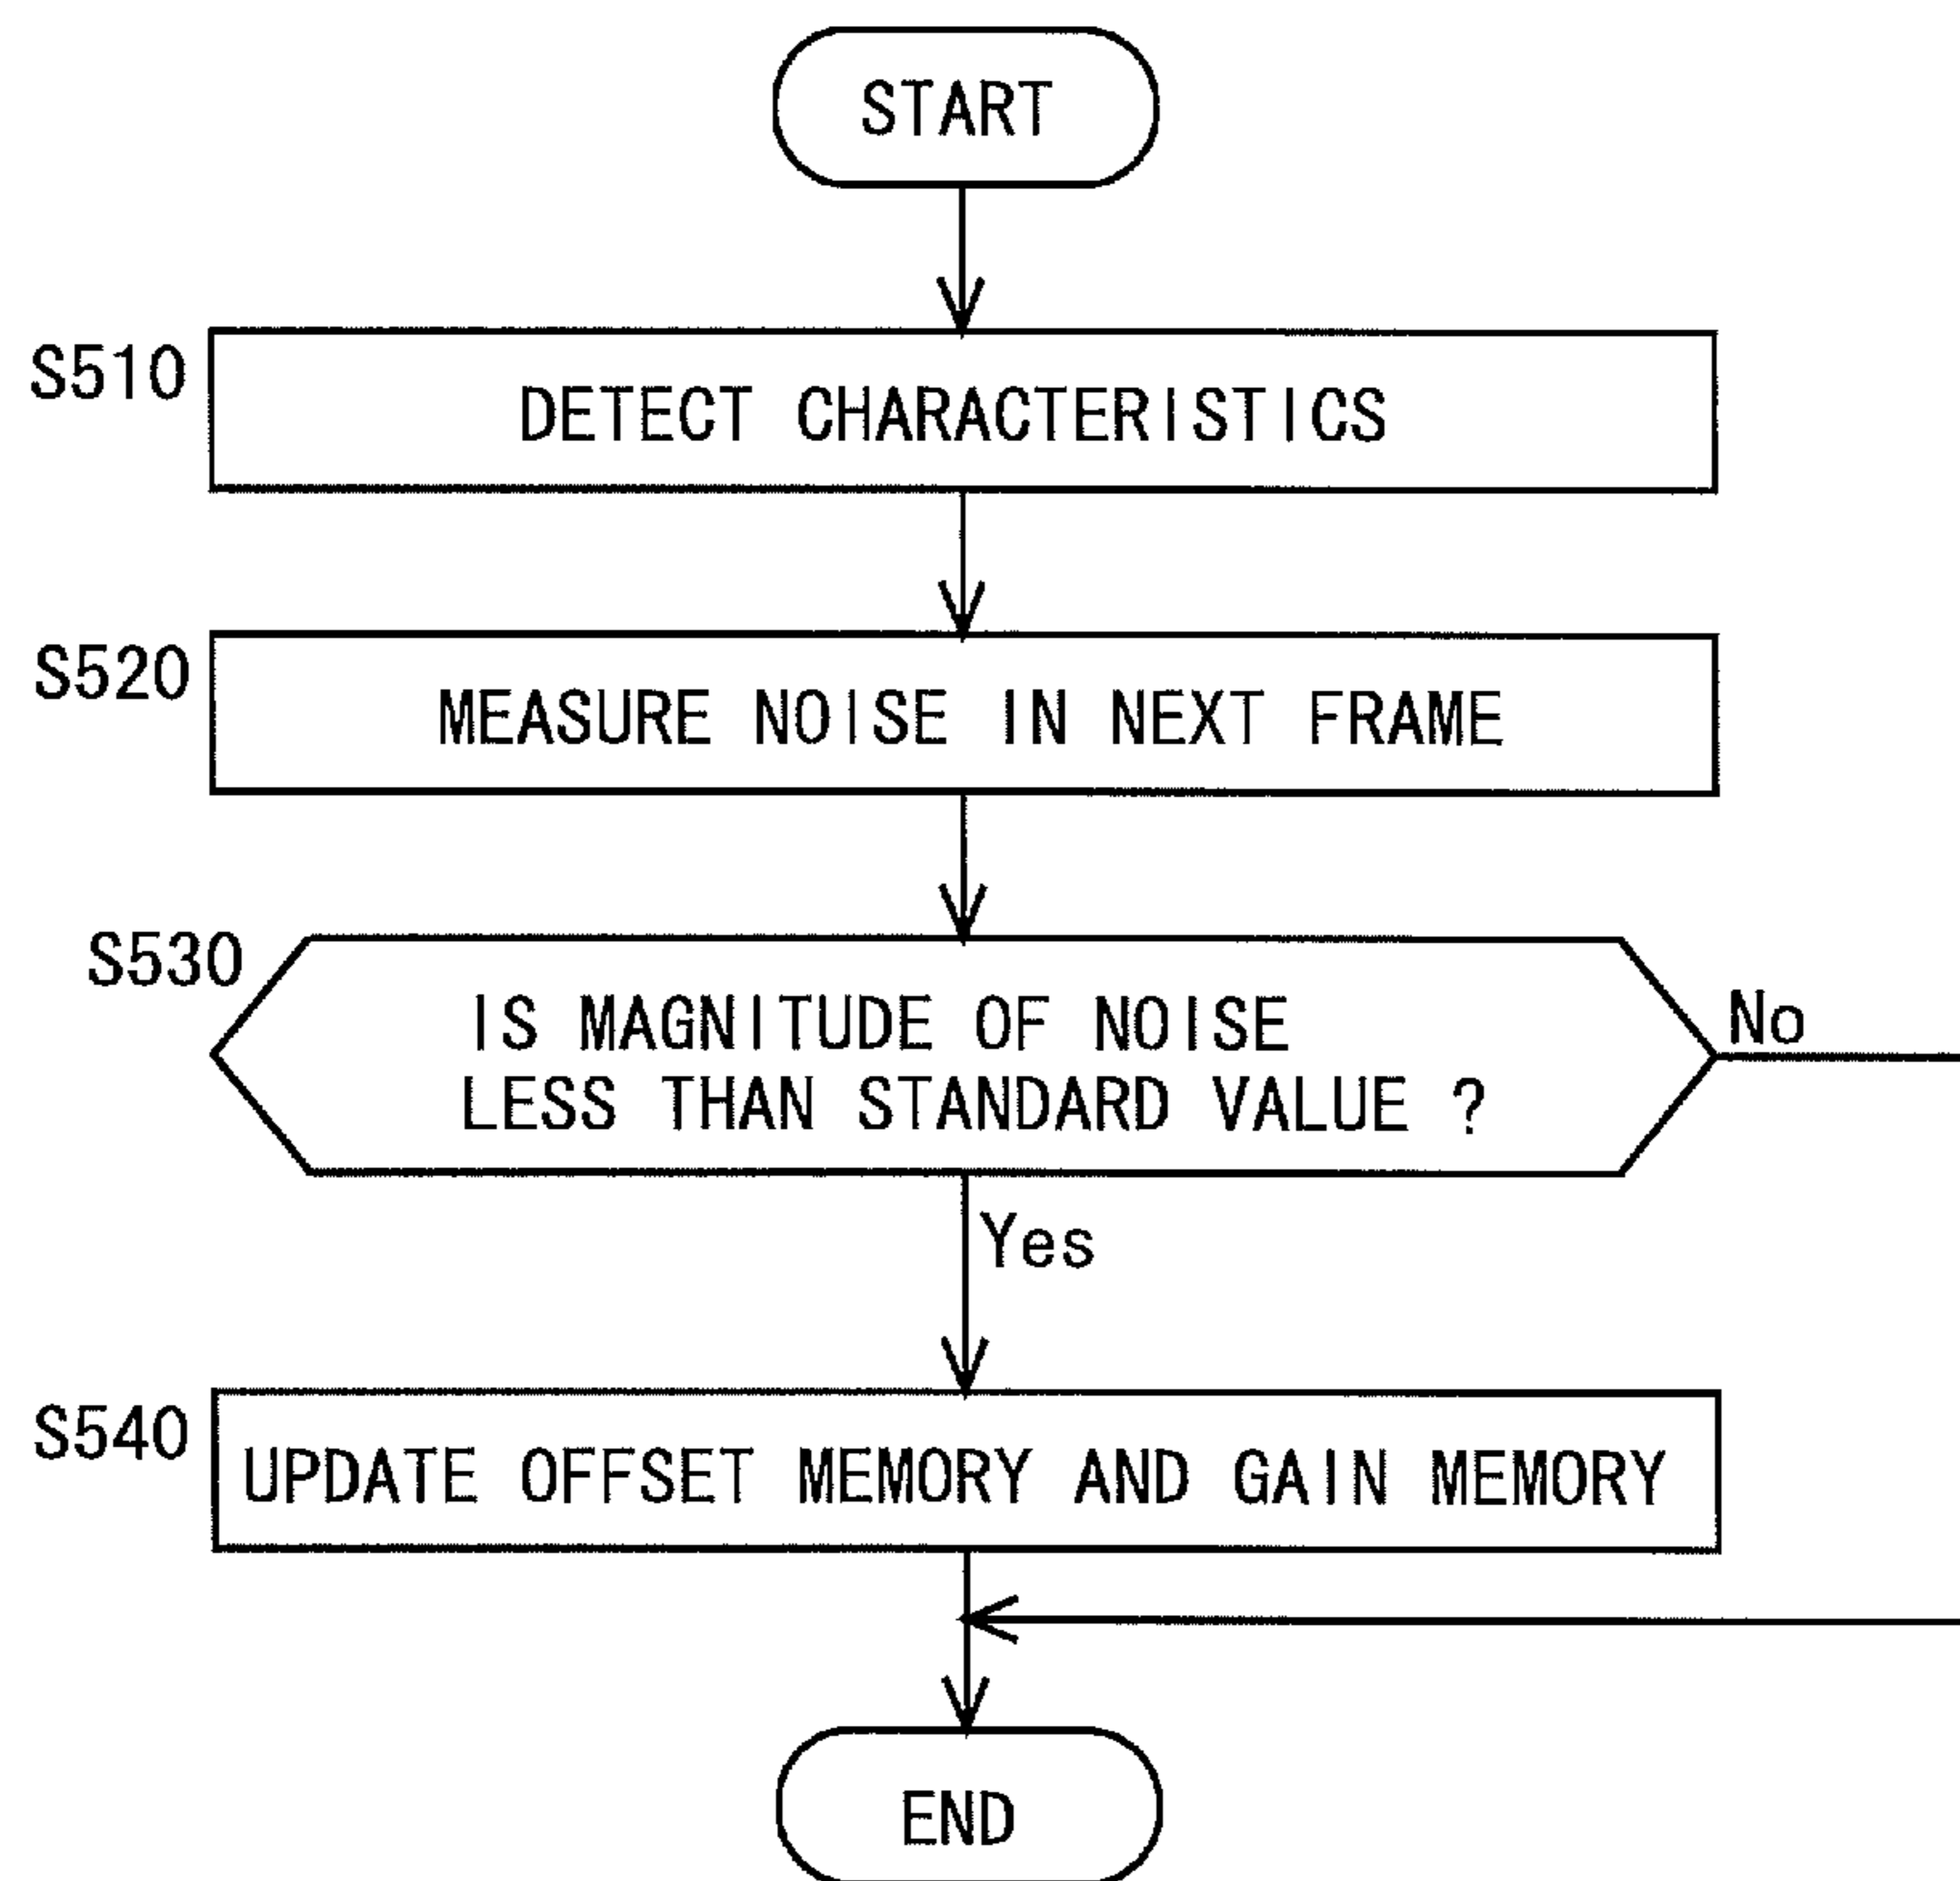 START
S510
DETECT CHARACTERISTICS
S520
MEASURE NOISE IN NEXT FRAME
S530
IS MAGNITUDE OF NOISE
LESS THAN STANDARD VALUE ?
No
Yes
S540
UPDATE OFFSET MEMORY AND GAIN MEMORY
END